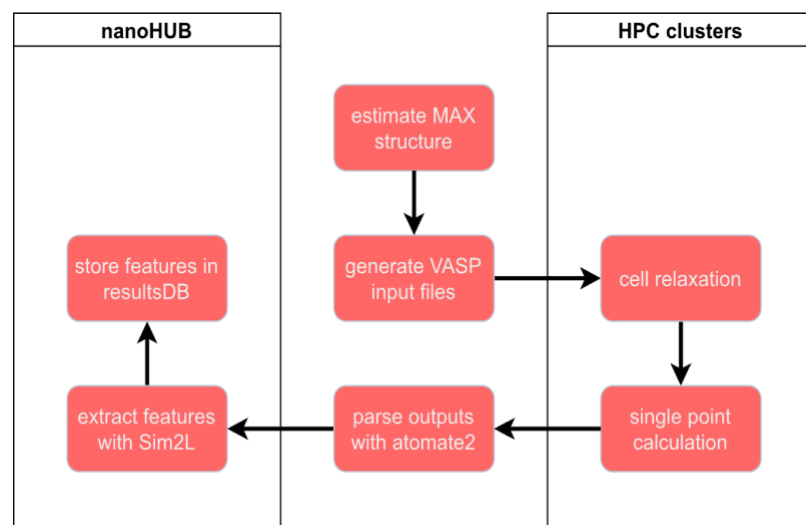 nanoHUB
HPC clusters
estimate MAX
structure
generate VASP
input files
cell relaxation
single point
calculation
parse outputs
with atomate2
extract features
with Sim2L
store features in
resultsDB